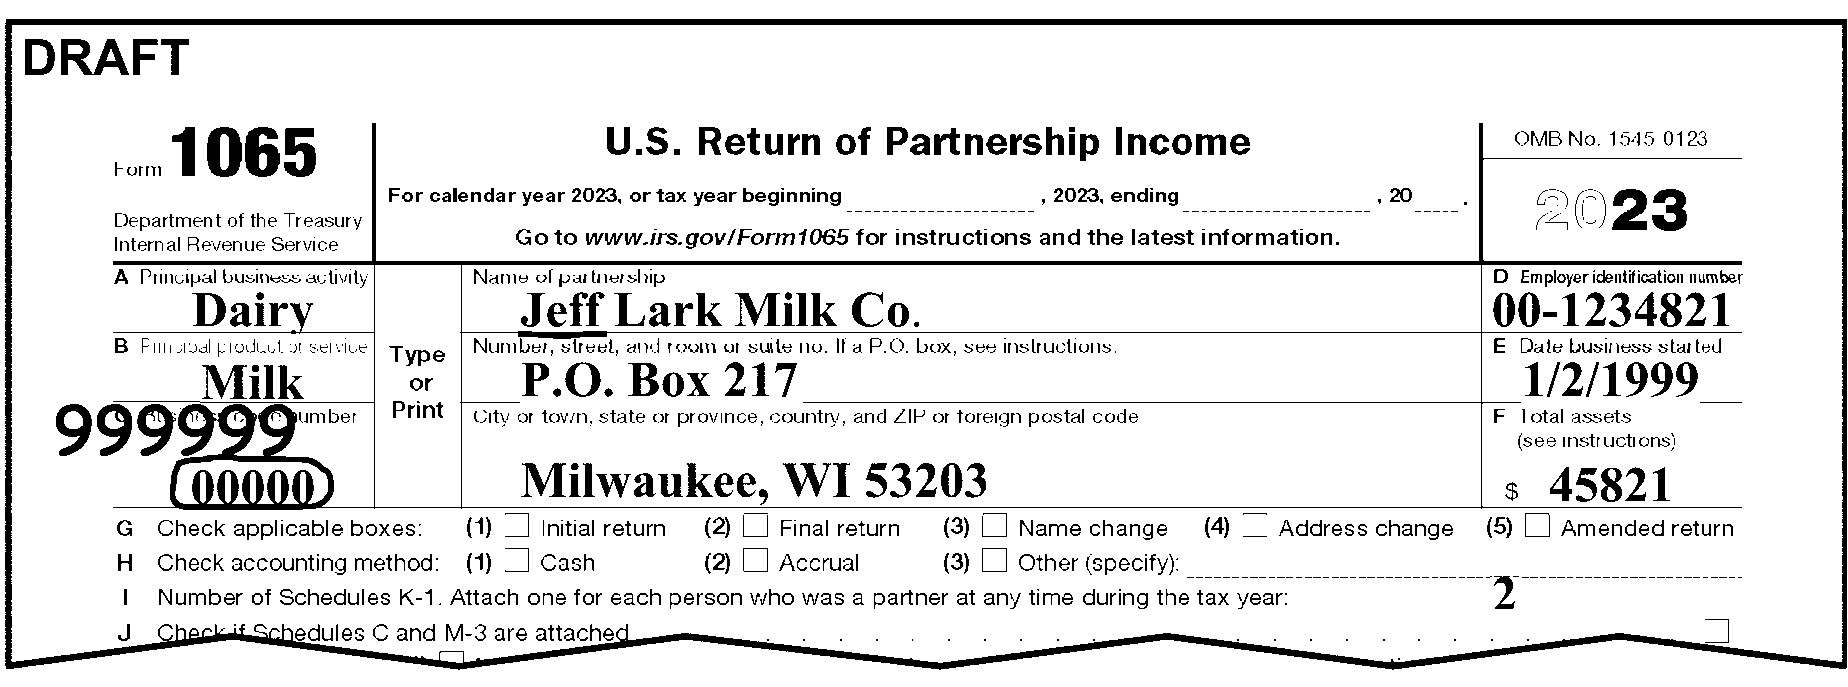 DRAFT
Form 1065
Department of the Treasury
Internal Revenue Service
U.S. Return of Partnership Income
For calendar year 2023, or tax year beginning , 2023, ending , 20 .
Go to www.irs.gov/Form1065 for instructions and the latest information.
OMB No. 1545-0123
2023
A Principal business activity
Dairy
B Principal product or service
Milk
C Business code number
999999
00000
Type
or
Print
Name of partnership
Jeff Lark Milk Co.
Number, street, and room or suite no. If a P.O. box, see instructions.
P.O. Box 217
City or town, state or province, country, and ZIP or foreign postal code
Milwaukee, WI 53203
D Employer identification number
00-1234821
E Date business started
1/2/1999
F Total assets
(see instructions)
$ 45821
G Check applicable boxes: (1) Initial return (2) Final return (3) Name change (4) Address change (5) Amended return
H Check accounting method: (1) Cash (2) Accrual (3) Other (specify):
I Number of Schedules K-1. Attach one for each person who was a partner at any time during the tax year: 2
J Check if Schedules C and M-3 are attached